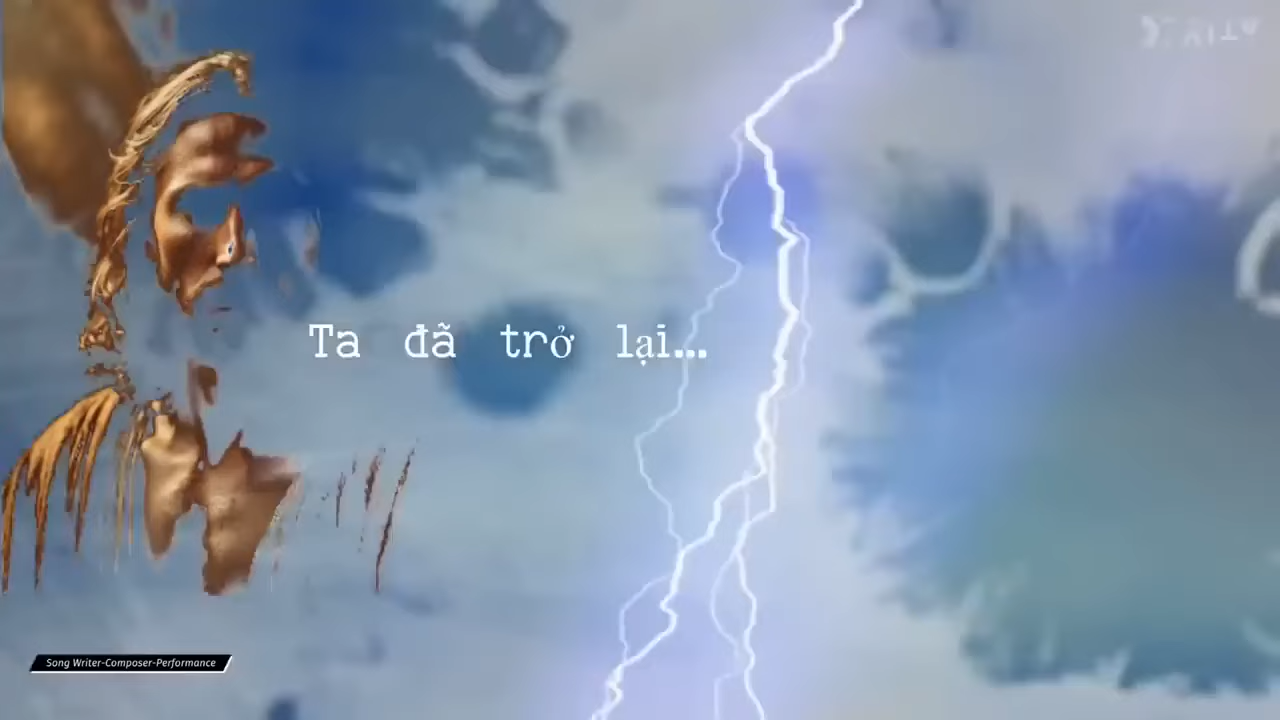 Ta đã trở lại...
Song Writer-Composer-Performance